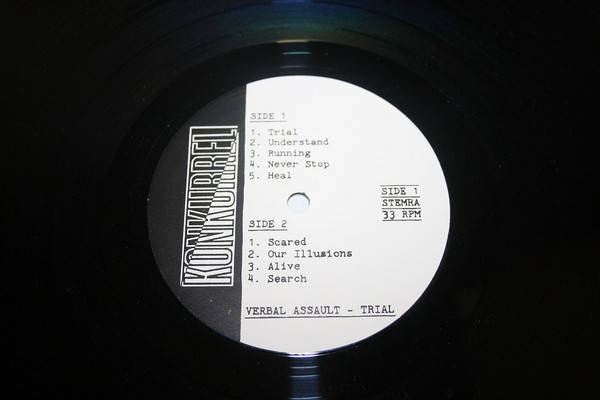 KONKURREL
KONKURREL
SIDE 1
1. Trial
2. Understand
3. Running
4. Never Stop
5. Heal
SIDE 1
STEMRA
33 RPM
SIDE 2
1. Scared
2. Our Illusions
3. Alive
4. Search
VERBAL ASSAULT - TRIAL